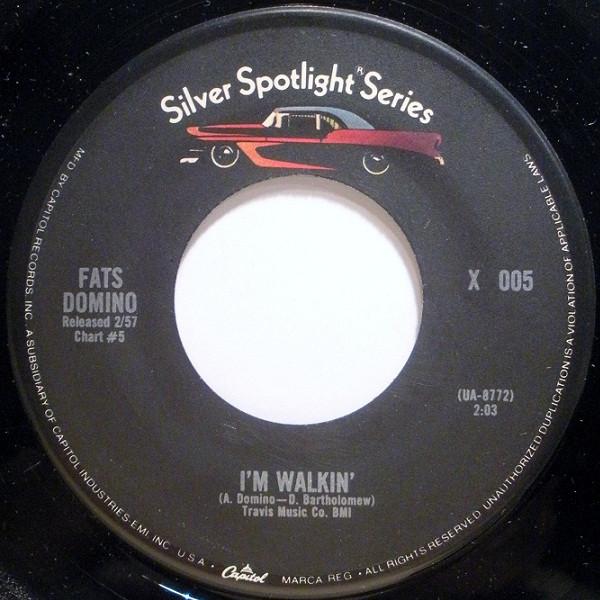 Silver Spotlight® Series
FATS
DOMINO
Released 2/57
Chart #5
X 005
(UA-8772)
2:03
I'M WALKIN'
(A. Domino—D. Bartholomew)
Travis Music Co. BMI
MF'D BY CAPITOL RECORDS, INC. A SUBSIDIARY OF CAPITOL INDUSTRIES EMI, INC U S A • Capitol MARCA REG • ALL RIGHTS RESERVED UNAUTHORIZED DUPLICATION IS A VIOLATION OF APPLICABLE LAWS